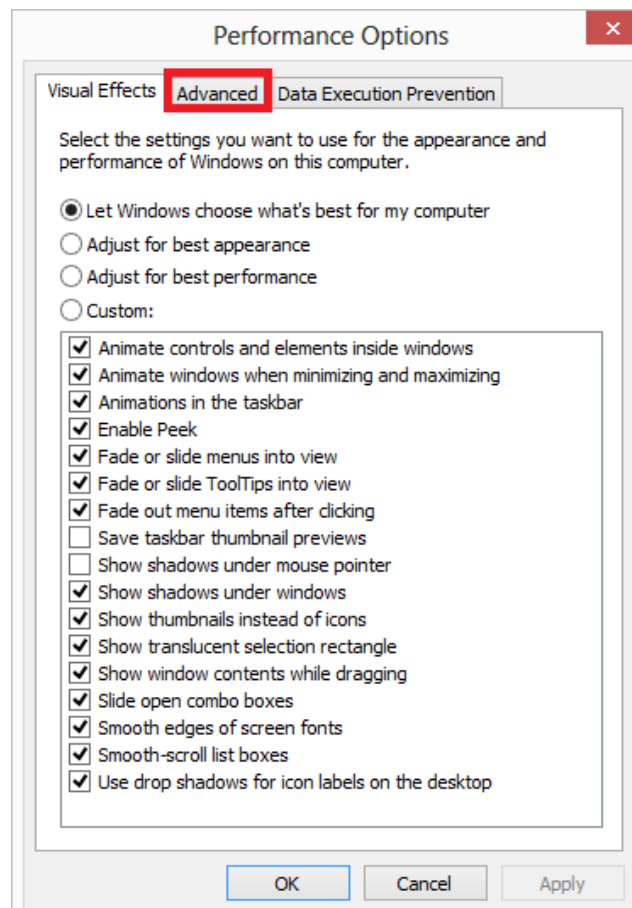 Performance Options
Visual Effects Advanced Data Execution Prevention
Select the settings you want to use for the appearance and
performance of Windows on this computer.
Let Windows choose what's best for my computer
Adjust for best appearance
Adjust for best performance
Custom:
Animate controls and elements inside windows
Animate windows when minimizing and maximizing
Animations in the taskbar
Enable Peek
Fade or slide menus into view
Fade or slide ToolTips into view
Fade out menu items after clicking
Save taskbar thumbnail previews
Show shadows under mouse pointer
Show shadows under windows
Show thumbnails instead of icons
Show translucent selection rectangle
Show window contents while dragging
Slide open combo boxes
Smooth edges of screen fonts
Smooth-scroll list boxes
Use drop shadows for icon labels on the desktop
OK Cancel Apply